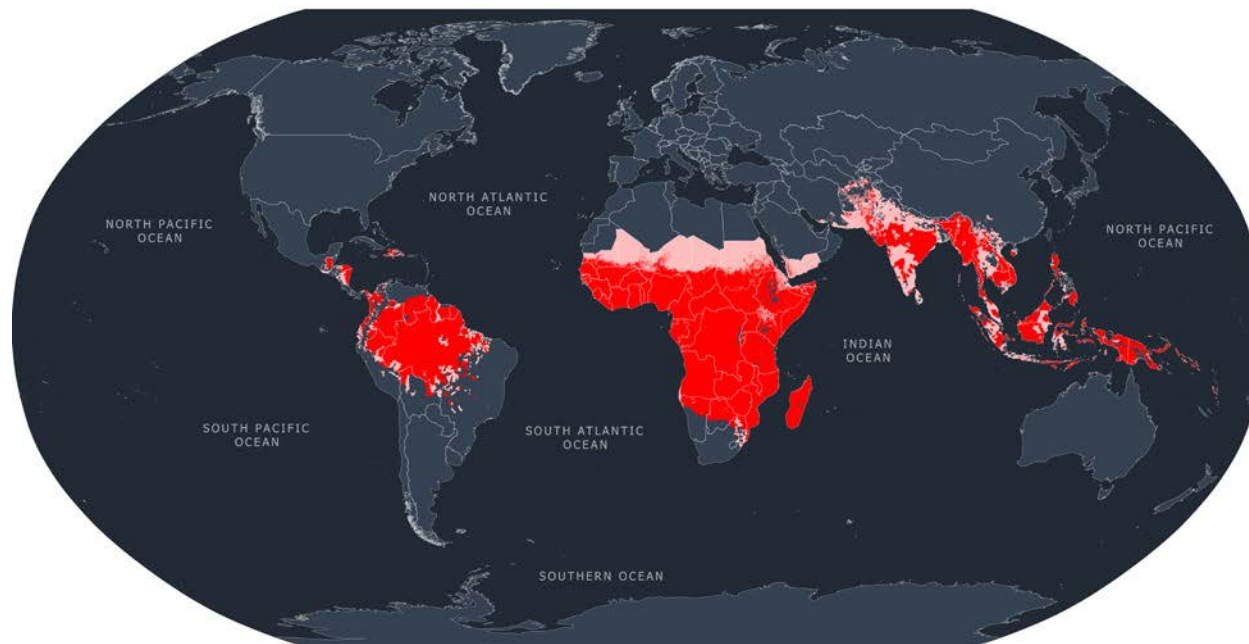 NORTH ATLANTIC
OCEAN
NORTH PACIFIC
OCEAN
NORTH PACIFIC
OCEAN
INDIAN
OCEAN
SOUTH PACIFIC
OCEAN
SOUTH ATLANTIC
OCEAN
SOUTHERN OCEAN